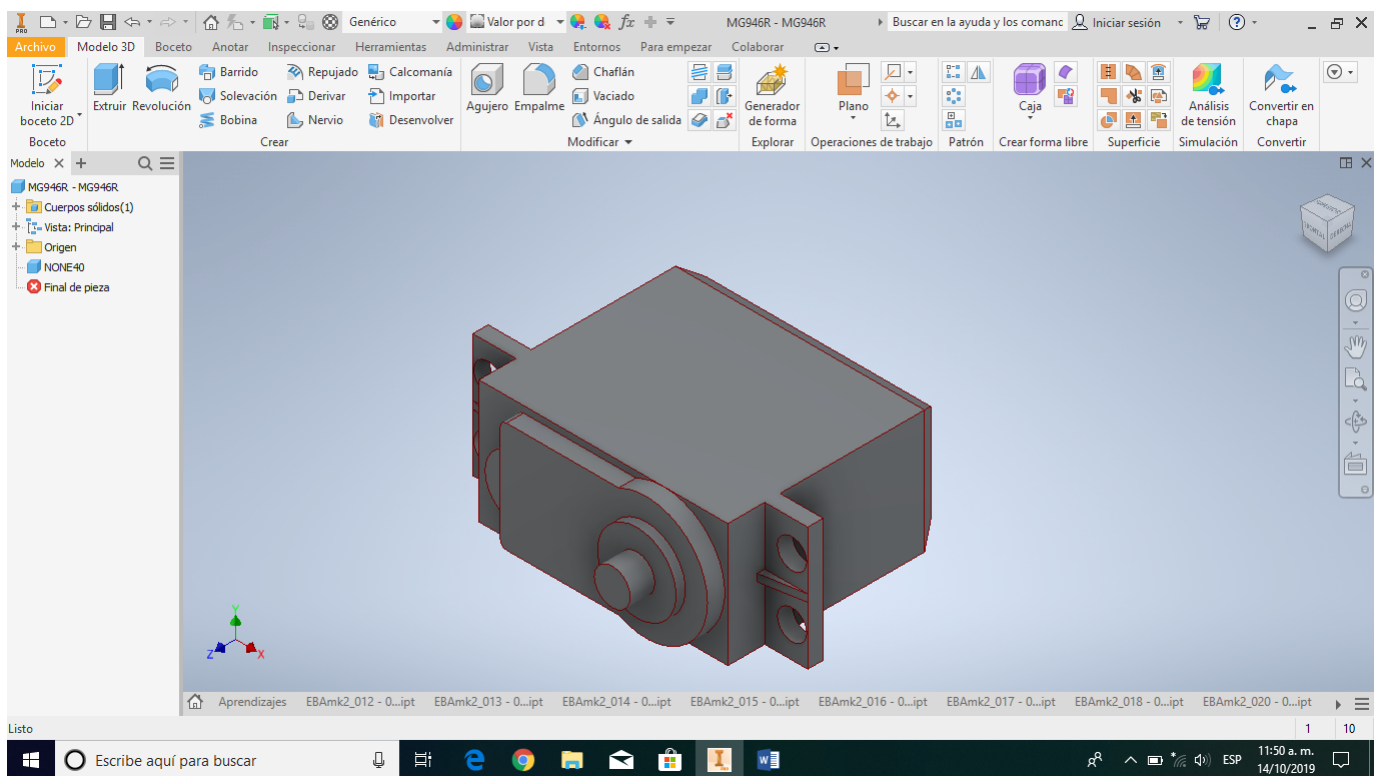 PRO
Genérico
Valor por d
fx
MG946R - MG946R
Buscar en la ayuda y los comanc
Iniciar sesión
Archivo Modelo 3D Boceto Anotar Inspeccionar Herramientas Administrar Vista Entornos Para empezar Colaborar
Iniciar boceto 2D
Extruir
Revolución
Barrido
Solevación
Bobina
Repujado
Derivar
Nervio
Calcomanía
Importar
Desenvolver
Agujero
Empalme
Chaflán
Vaciado
Ángulo de salida
Generador de forma
Plano
Caja
Análisis de tensión
Convertir en chapa
Boceto Crear Modificar Explorar Operaciones de trabajo Patrón Crear forma libre Superficie Simulación Convertir
Modelo
MG946R - MG946R
Cuerpos sólidos(1)
Vista: Principal
Origen
NONE40
Final de pieza
Y
Z
X
Aprendizajes EBAmk2_012 - 0...ipt EBAmk2_013 - 0...ipt EBAmk2_014 - 0...ipt EBAmk2_015 - 0...ipt EBAmk2_016 - 0...ipt EBAmk2_017 - 0...ipt EBAmk2_018 - 0...ipt EBAmk2_020 - 0...ipt
Listo
1 10
Escribe aquí para buscar
ESP
11:50 a. m.
14/10/2019